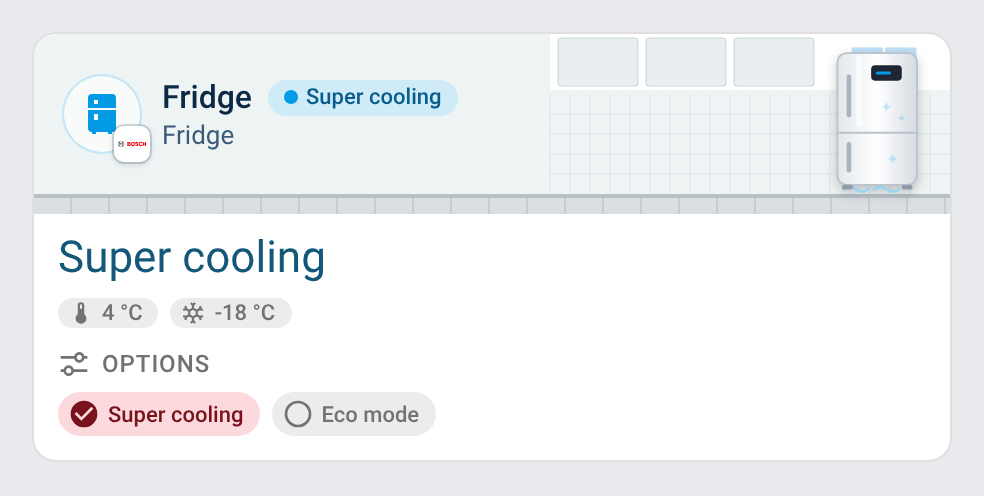 Fridge
Super cooling
Fridge
BOSCH
Super cooling
4 °C
-18 °C
OPTIONS
Super cooling
Eco mode